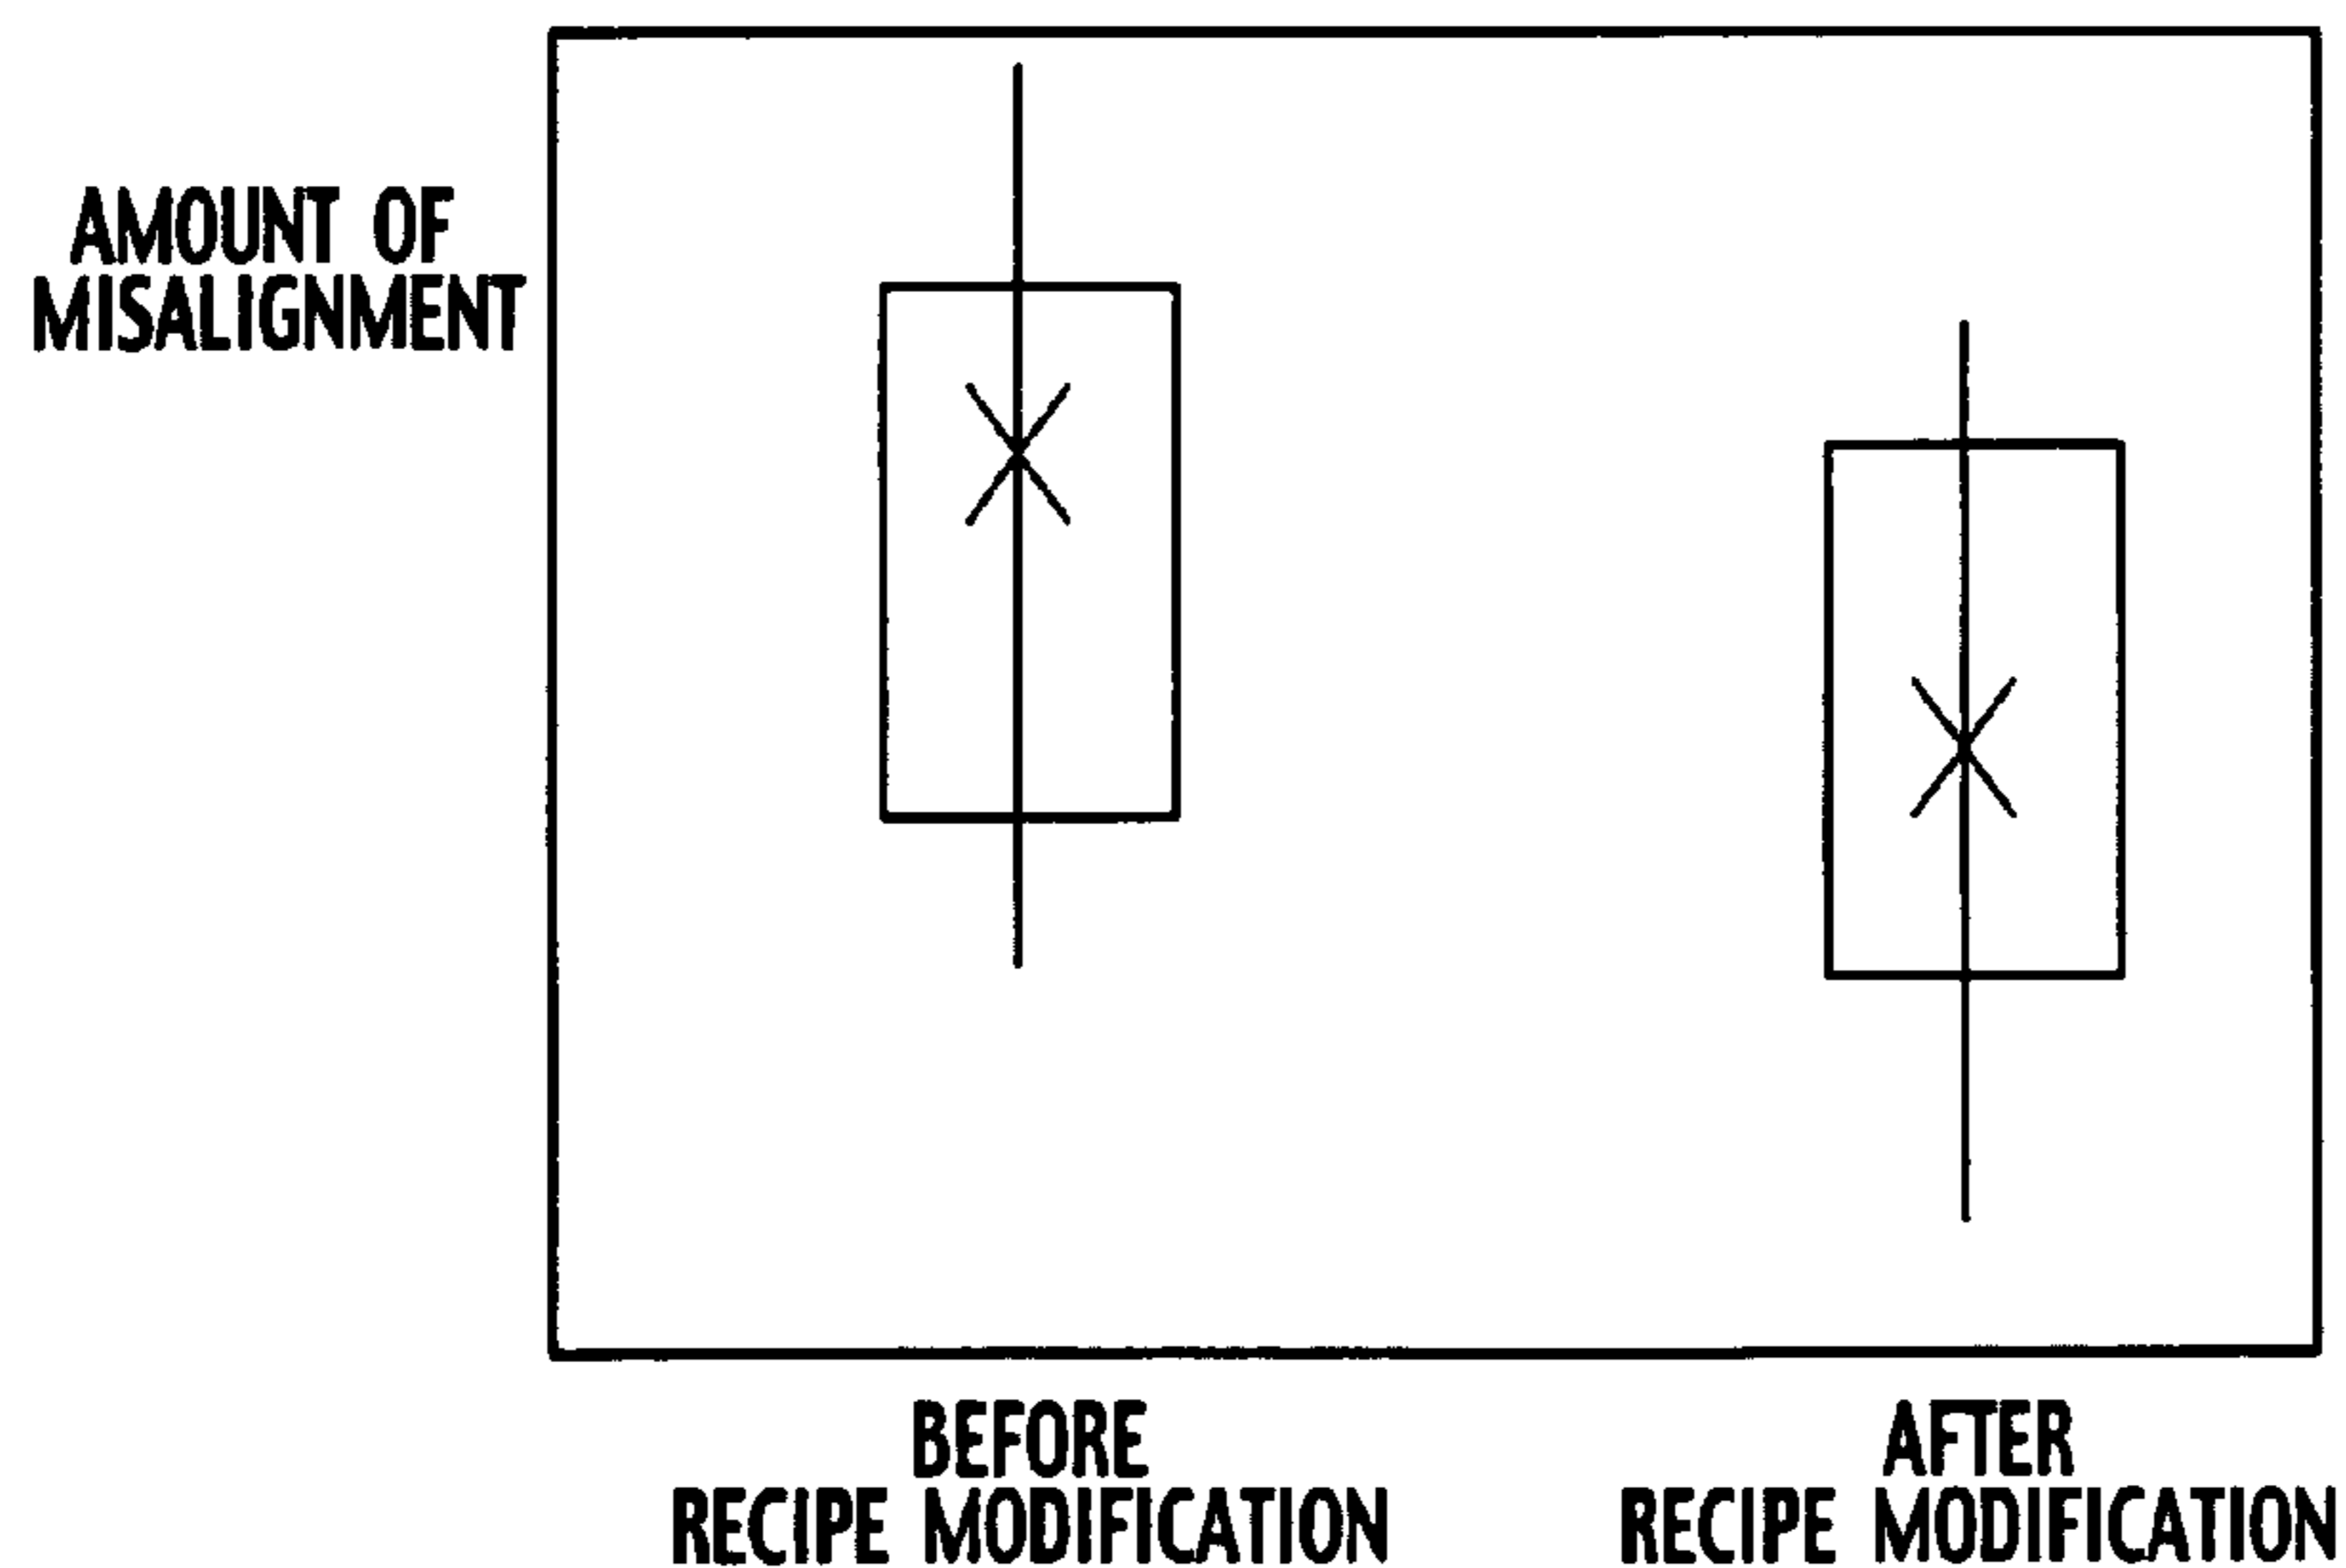 AMOUNT OF
MISALIGNMENT
BEFORE
RECIPE MODIFICATION
AFTER
RECIPE MODIFICATION